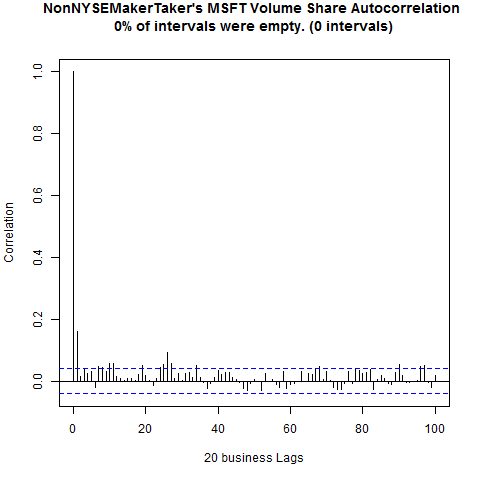 NonNYSEMakerTaker's MSFT Volume Share Autocorrelation
0% of intervals were empty. (0 intervals)
Correlation
1.0
0.8
0.6
0.4
0.2
0.0
0 20 40 60 80 100
20 business Lags